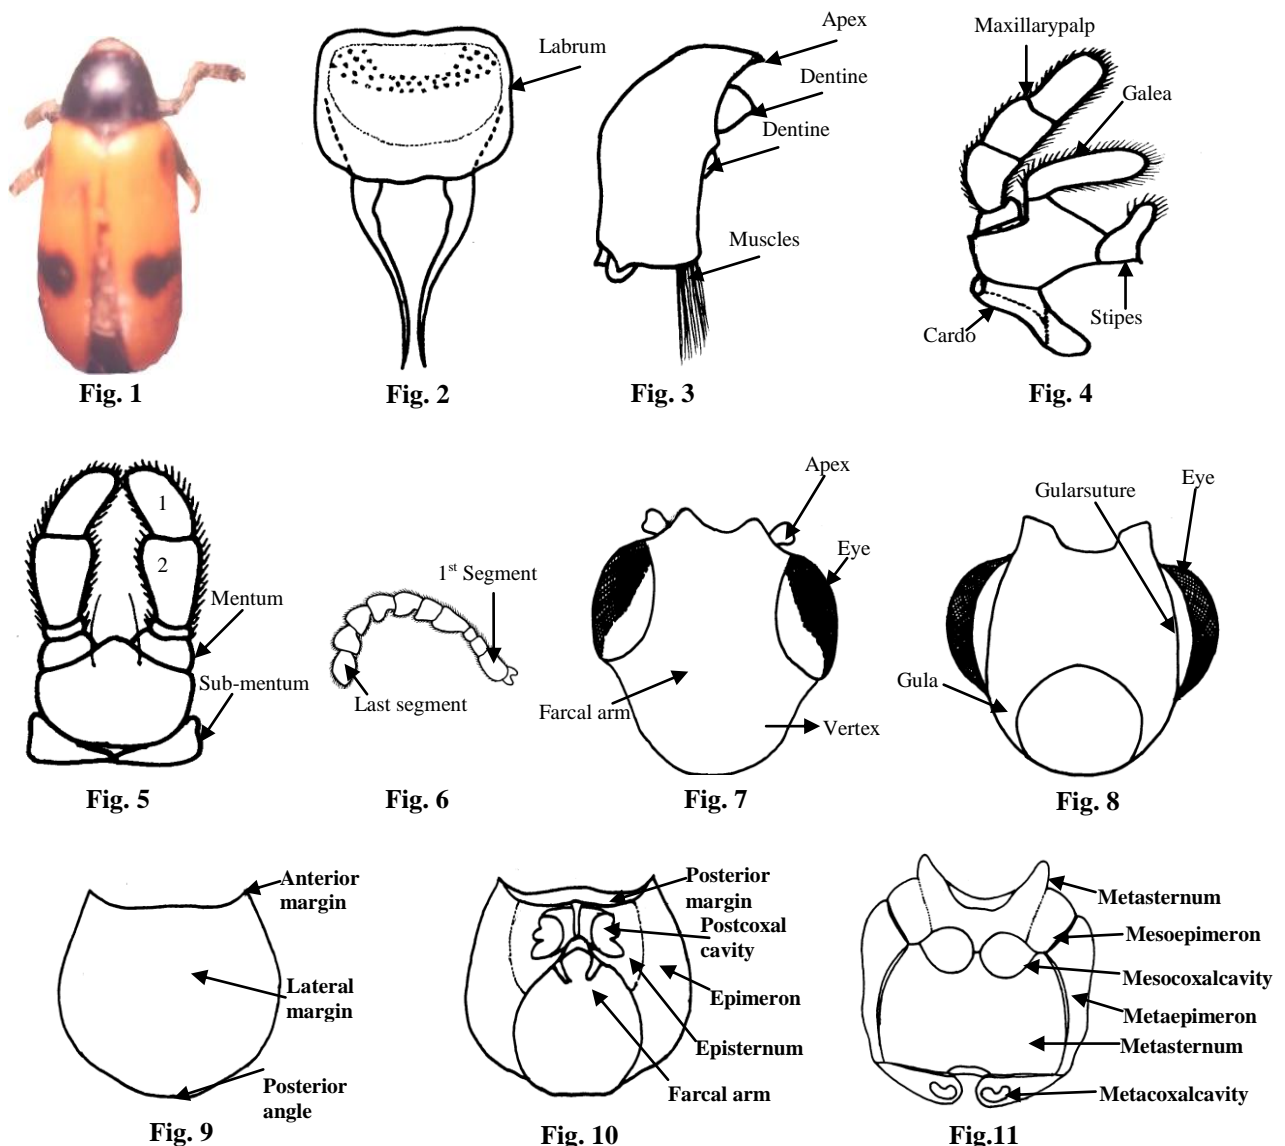 Labrum
Fig. 1
Fig. 2
Apex
Dentine
Dentine
Muscles
Fig. 3
Maxillarypalp
Galea
Stipes
Cardo
Fig. 4
1
2
Mentum
Sub-mentum
Fig. 5
1st Segment
Last segment
Fig. 6
Apex
Eye
Farcal arm
Vertex
Fig. 7
Gularsuture
Eye
Gula
Fig. 8
Anterior
margin
Lateral
margin
Posterior
angle
Fig. 9
Posterior
margin
Postcoxal
cavity
Epimeron
Episternum
Farcal arm
Fig. 10
Metasternum
Mesoepimeron
Mesocoxalcavity
Metaepimeron
Metasternum
Metacoxalcavity
Fig.11